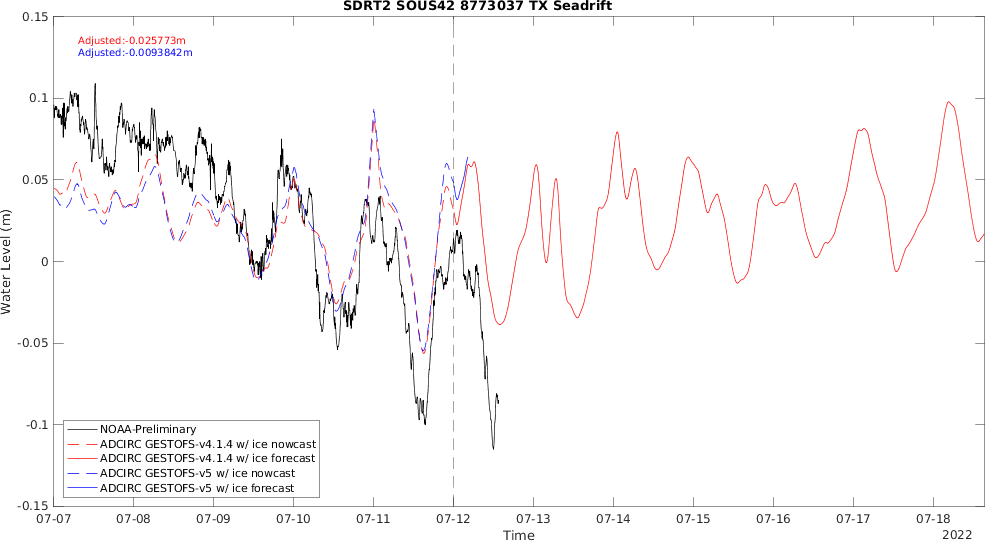 SDRT2 SOUS42 8773037 TX Seadrift
0.15
Adjusted:-0.025773m
Adjusted:-0.0093842m
0.1
0.05
0
-0.05
-0.1
-0.15
Water Level (m)
NOAA-Preliminary
ADCIRC GESTOFS-v4.1.4 w/ ice nowcast
ADCIRC GESTOFS-v4.1.4 w/ ice forecast
ADCIRC GESTOFS-v5 w/ ice nowcast
ADCIRC GESTOFS-v5 w/ ice forecast
07-07 07-08 07-09 07-10 07-11 07-12 07-13 07-14 07-15 07-16 07-17 07-18
Time
2022